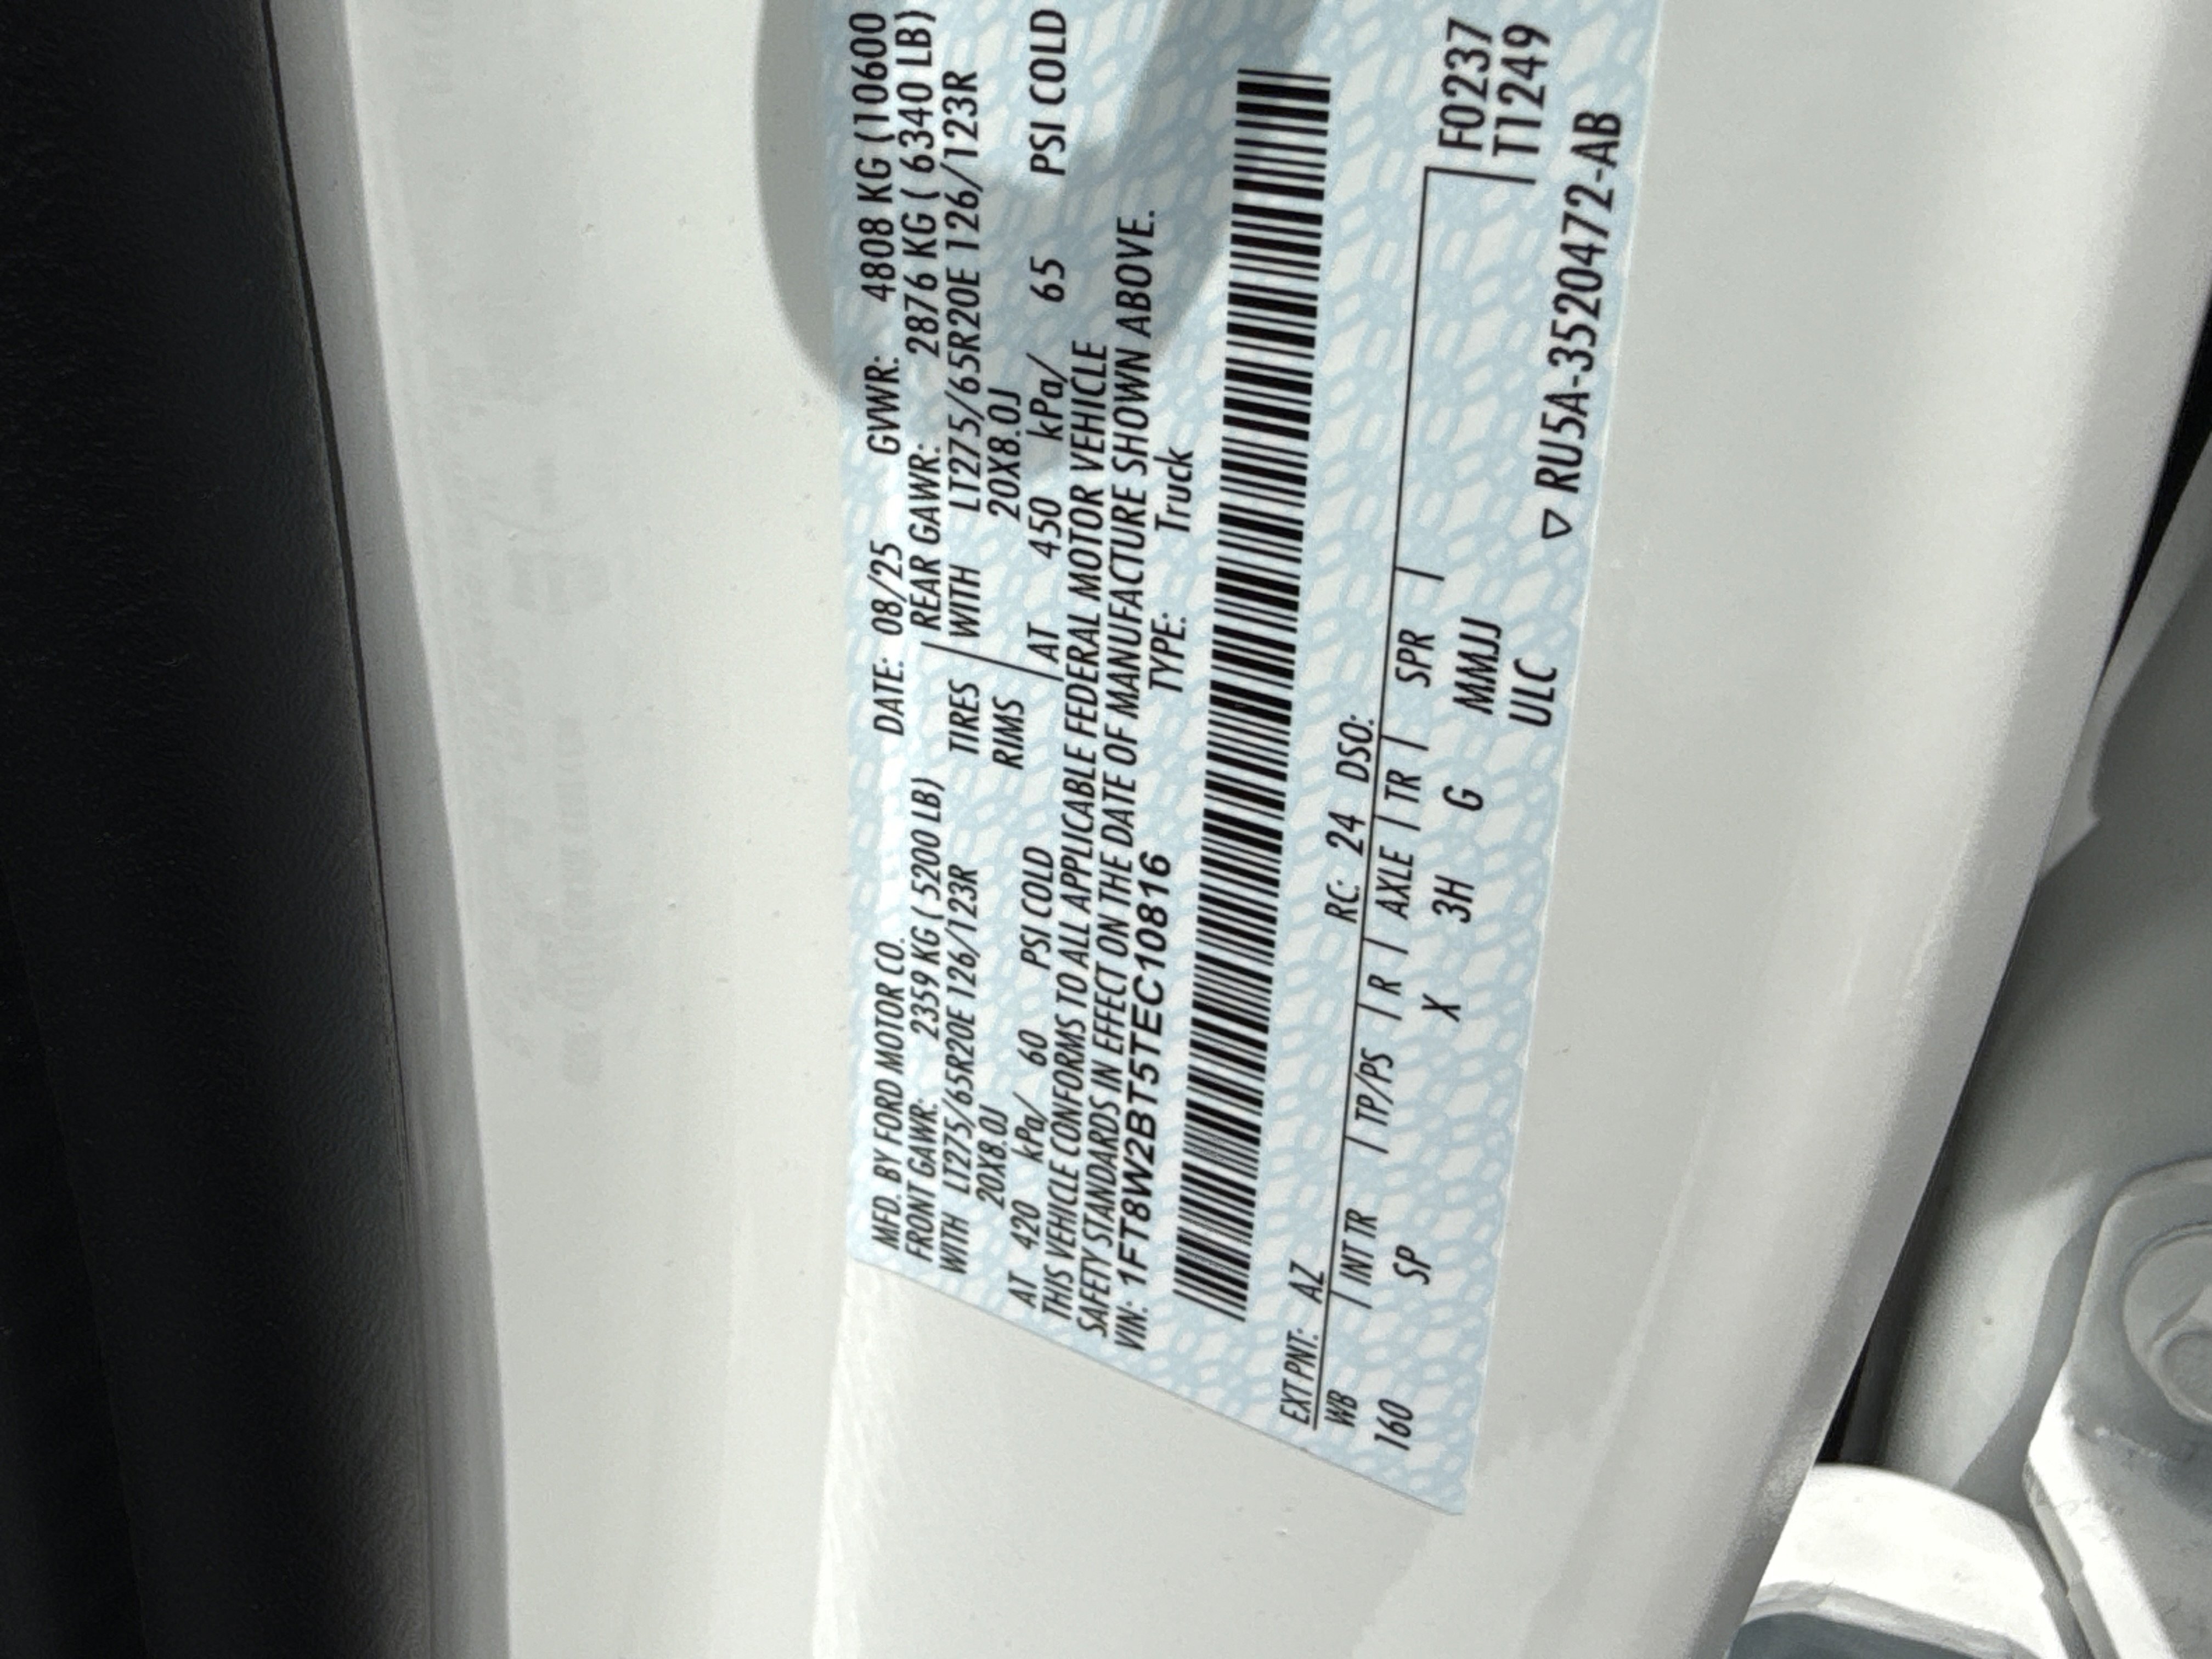 MFD. BY FORD MOTOR CO. DATE: 08/25 GVWR: 4808 KG (10600
FRONT GAWR: 2359 KG ( 5200 LB) REAR GAWR: 2876 KG ( 6340 LB)
WITH LT275/65R20E 126/123R TIRES WITH LT275/65R20E 126/123R
20X8.0J RIMS 20X8.0J
AT 420 kPa/ 60 PSI COLD AT 450 kPa/ 65 PSI COLD
THIS VEHICLE CONFORMS TO ALL APPLICABLE FEDERAL MOTOR VEHICLE
SAFETY STANDARDS IN EFFECT ON THE DATE OF MANUFACTURE SHOWN ABOVE.
VIN: 1FT8W2BT5TEC10816 TYPE: Truck
EXT PNT: AZ RC: 24 DSO:
WB INT TR TP/PS R AXLE TR SPR F0237
160 SP X 3H G MMJJ T1249
ULC ▽ RU5A-3520472-AB